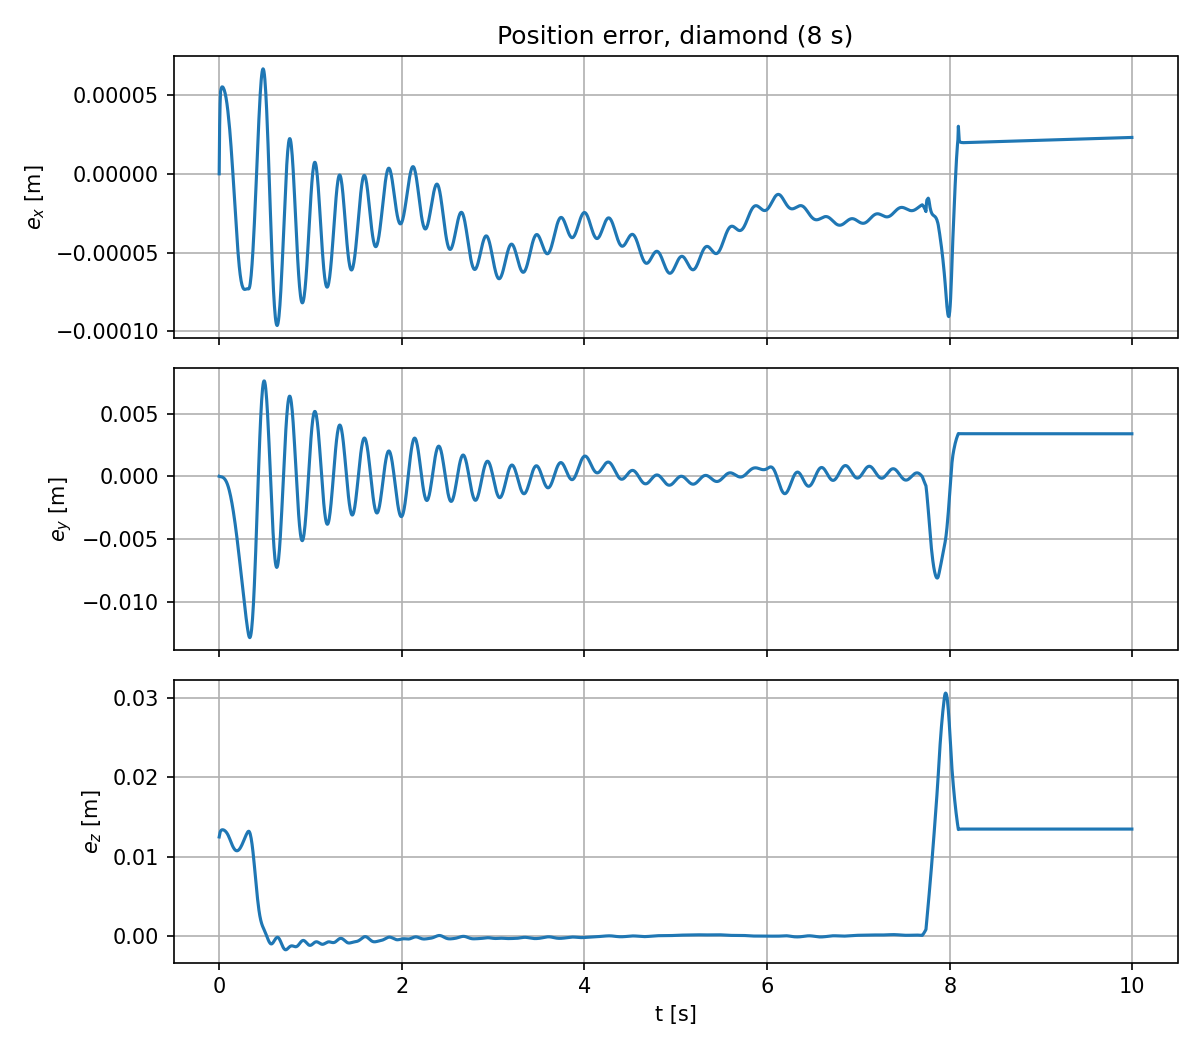 Position error, diamond (8 s)
0.00005
0.00000
−0.00005
−0.00010
e_x [m]
0.005
0.000
−0.005
−0.010
e_y [m]
0.03
0.02
0.01
0.00
e_z [m]
0 2 4 6 8 10
t [s]